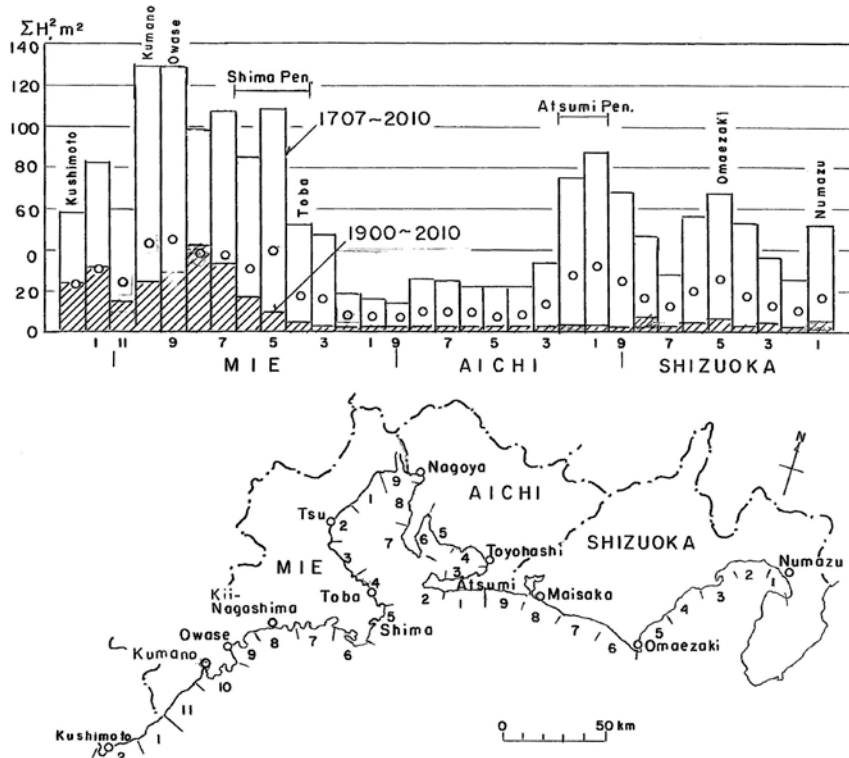 ΣH²m²
140
120
100
80
60
40
0
20
0
Kushimoto
Kumano
Owase
Shima Pen.
Toba
Atsumi Pen.
Omaezaki
Numazu
1707~2010
1900~2010
1 11 9 7 5 3 1 9 7 5 3 1 9 7 5 3 1
MIE AICHI SHIZUOKA
N
Nagoya
AICHI
Tsu
MIE
Toyohashi
SHIZUOKA
Numazu
Toba
Atsumi
Maisaka
Kii-
Nagashima
Shima
Owase
Omaezaki
Kumano
Kushimoto
9 8 7 6 5 4 3 2 1
1 2 3 4 5 6 7 8 9 10 11
9 8 7 6 5 4 3 2 1
1 2
0 50 km